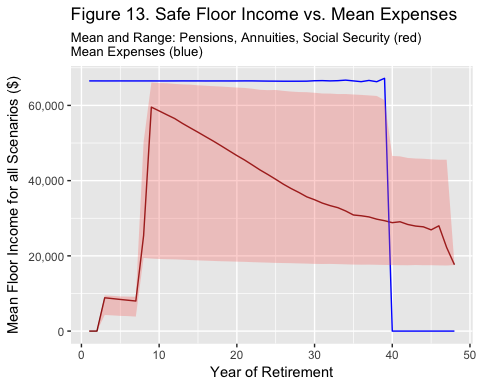 Figure 13. Safe Floor Income vs. Mean Expenses
Mean and Range: Pensions, Annuities, Social Security (red)
Mean Expenses (blue)
Mean Floor Income for all Scenarios ($)
60,000
40,000
20,000
0
0 10 20 30 40 50
Year of Retirement